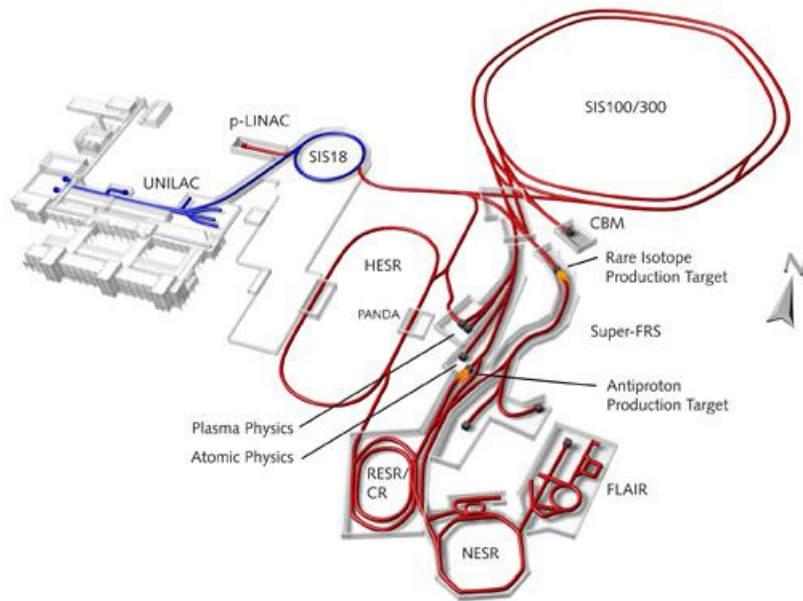 SIS100/300
p-LINAC
SIS18
UNILAC
CBM
HESR
Rare Isotope
Production Target
N
PANDA
Super-FRS
Antiproton
Production Target
Plasma Physics
Atomic Physics
RESR/
CR
FLAIR
NESR